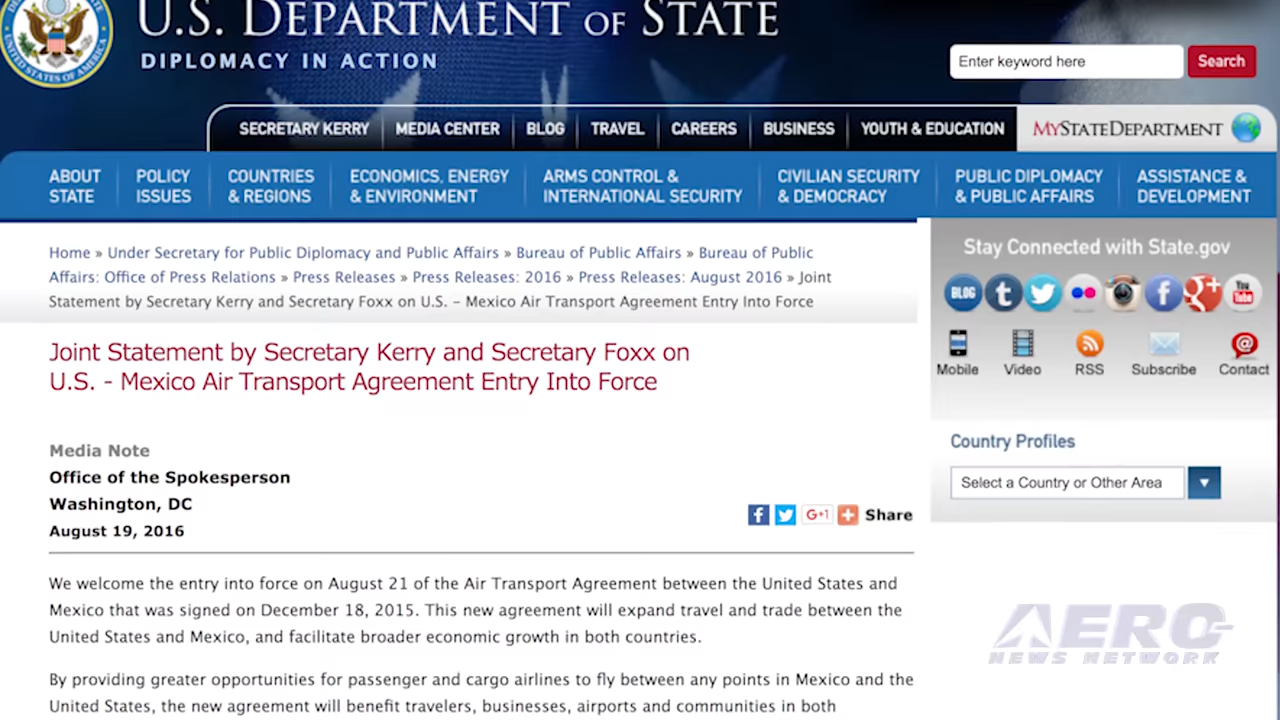 U.S. DEPARTMENT OF STATE
DIPLOMACY IN ACTION
UNITED STATES OF AMERICA
Enter keyword here
Search
SECRETARY KERRY MEDIA CENTER BLOG TRAVEL CAREERS BUSINESS YOUTH & EDUCATION MYSTATEDEPARTMENT
ABOUT STATE
POLICY ISSUES
COUNTRIES & REGIONS
ECONOMICS, ENERGY & ENVIRONMENT
ARMS CONTROL & INTERNATIONAL SECURITY
CIVILIAN SECURITY & DEMOCRACY
PUBLIC DIPLOMACY & PUBLIC AFFAIRS
ASSISTANCE & DEVELOPMENT
Home » Under Secretary for Public Diplomacy and Public Affairs » Bureau of Public Affairs » Bureau of Public
Affairs: Office of Press Relations » Press Releases » Press Releases: 2016 » Press Releases: August 2016 » Joint
Statement by Secretary Kerry and Secretary Foxx on U.S. – Mexico Air Transport Agreement Entry Into Force
Joint Statement by Secretary Kerry and Secretary Foxx on
U.S. - Mexico Air Transport Agreement Entry Into Force
Media Note
Office of the Spokesperson
Washington, DC
August 19, 2016
f G+1 + Share
We welcome the entry into force on August 21 of the Air Transport Agreement between the United States and
Mexico that was signed on December 18, 2015. This new agreement will expand travel and trade between the
United States and Mexico, and facilitate broader economic growth in both countries.
By providing greater opportunities for passenger and cargo airlines to fly between any points in Mexico and the
United States, the new agreement will benefit travelers, businesses, airports and communities in both
Stay Connected with State.gov
BLOG t f g+ You Tube
Mobile Video RSS Subscribe Contact
Country Profiles
Select a Country or Other Area
AERO
NEWS NETWORK